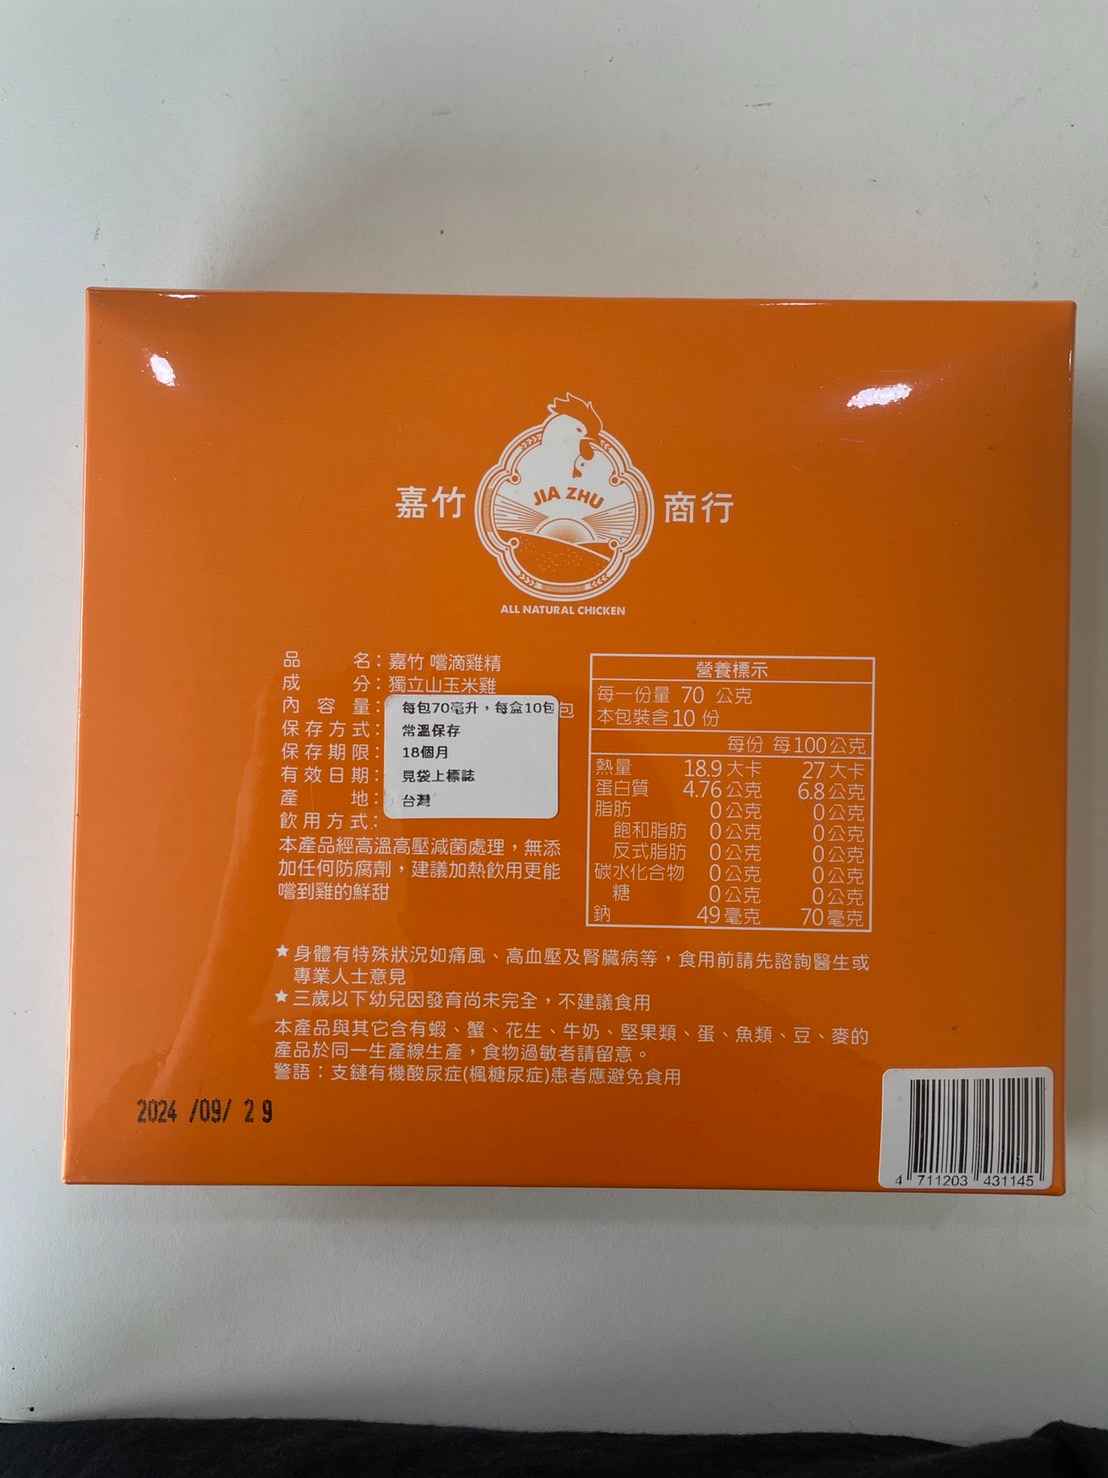 嘉竹
JIA ZHU
商行
ALL NATURAL CHICKEN
品名：嘉竹 嚐滴雞精
成分：獨立山玉米雞
內容量：每包70毫升，每盒10包包
保存方式：常溫保存
保存期限：18個月
有效日期：見袋上標誌
產地：台灣
飲用方式：
本產品經高溫高壓滅菌處理，無添
加任何防腐劑，建議加熱飲用更能
嚐到雞的鮮甜
營養標示
每一份量 70 公克
本包裝含10 份
每份 每100公克
熱量 18.9 大卡 27 大卡
蛋白質 4.76 公克 6.8 公克
脂肪 0 公克 0 公克
飽和脂肪 0 公克 0 公克
反式脂肪 0 公克 0 公克
碳水化合物 0 公克 0 公克
糖 0 公克 0 公克
鈉 49 毫克 70 毫克
★身體有特殊狀況如痛風、高血壓及腎臟病等，食用前請先諮詢醫生或
專業人士意見
★三歲以下幼兒因發育尚未完全，不建議食用
本產品與其它含有蝦、蟹、花生、牛奶、堅果類、蛋、魚類、豆、麥的
產品於同一生產線生產，食物過敏者請留意。
警語：支鏈有機酸尿症(楓糖尿症)患者應避免食用
2024 /09/ 29
4 711203 431145